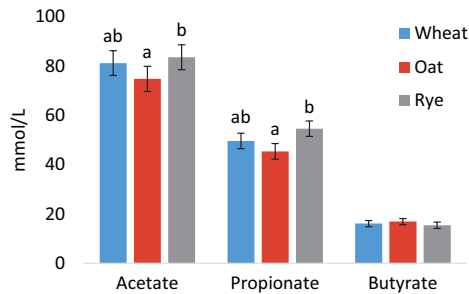 100
80
60
40
20
0
mmol/L
ab
a
b
ab
a
b
Wheat
Oat
Rye
Acetate Propionate Butyrate